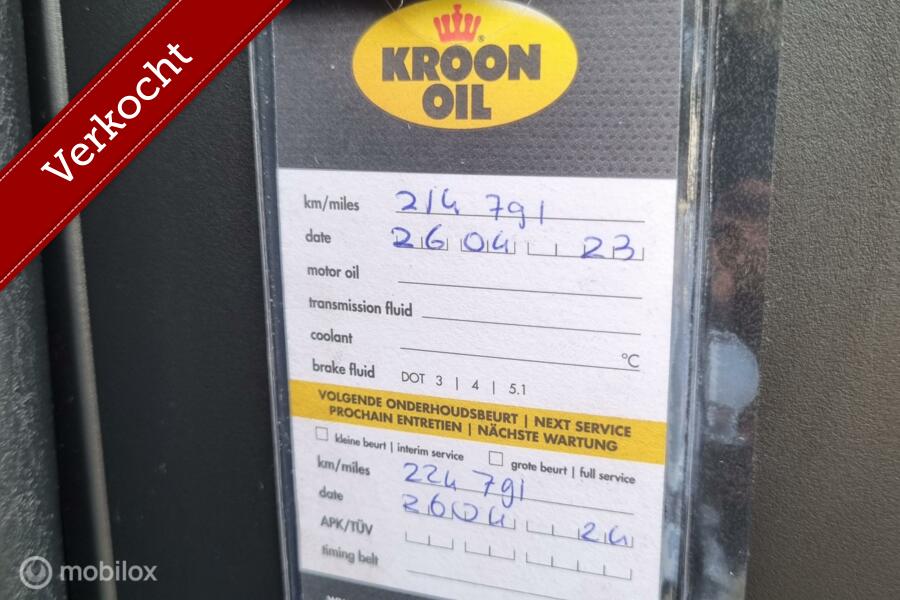 Verkocht
KROON
OIL
km/miles 214 791
date 26 04 23
motor oil
transmission fluid
coolant °C
brake fluid DOT 3 | 4 | 5.1
VOLGENDE ONDERHOUDSBEURT | NEXT SERVICE
PROCHAIN ENTRETIEN | NÄCHSTE WARTUNG
kleine beurt | interim service grote beurt | full service
km/miles 224 791
date 26 04 24
APK/TÜV
timing belt
mobilox